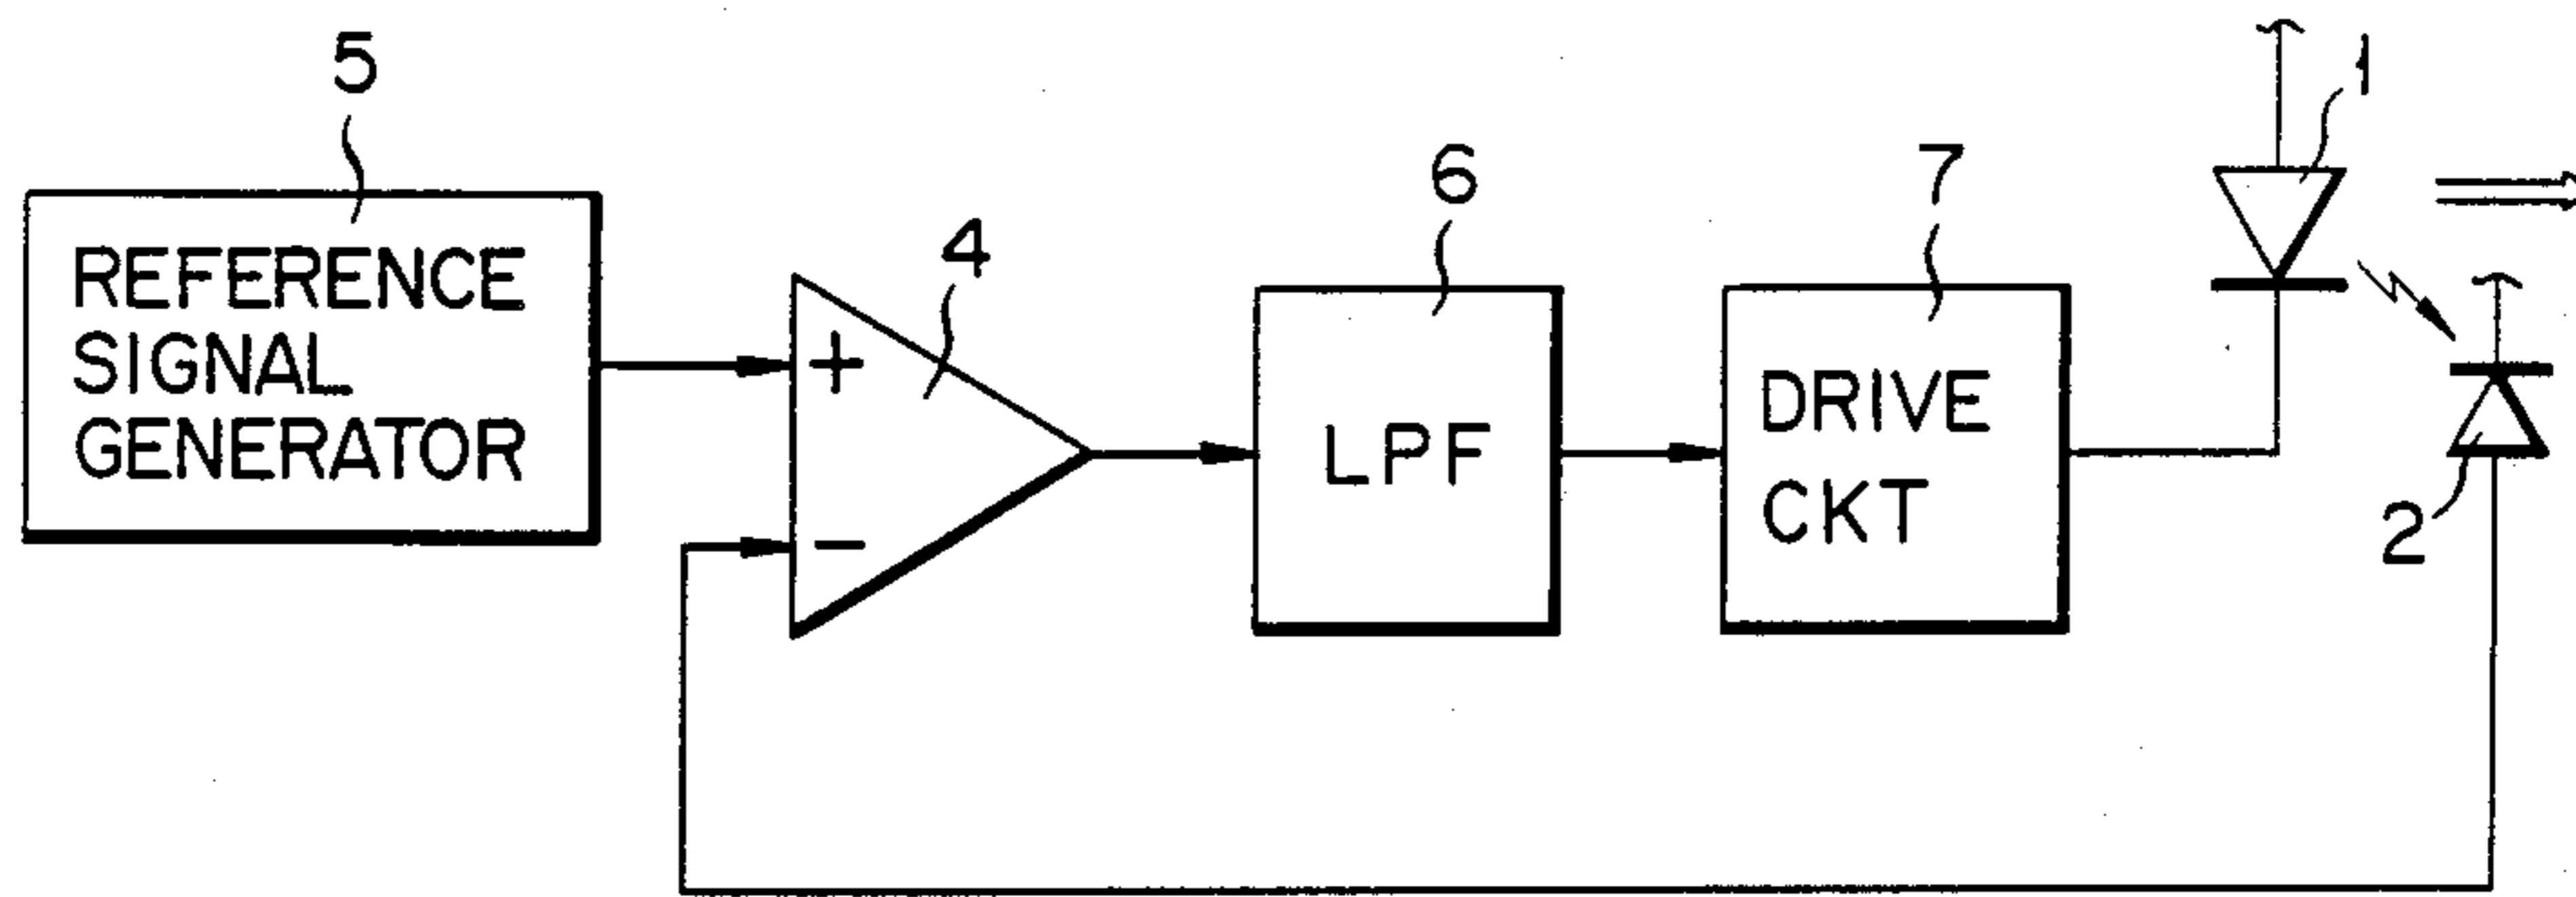 5
REFERENCE
SIGNAL
GENERATOR
+
-
4
6
LPF
7
DRIVE
CKT
1
2